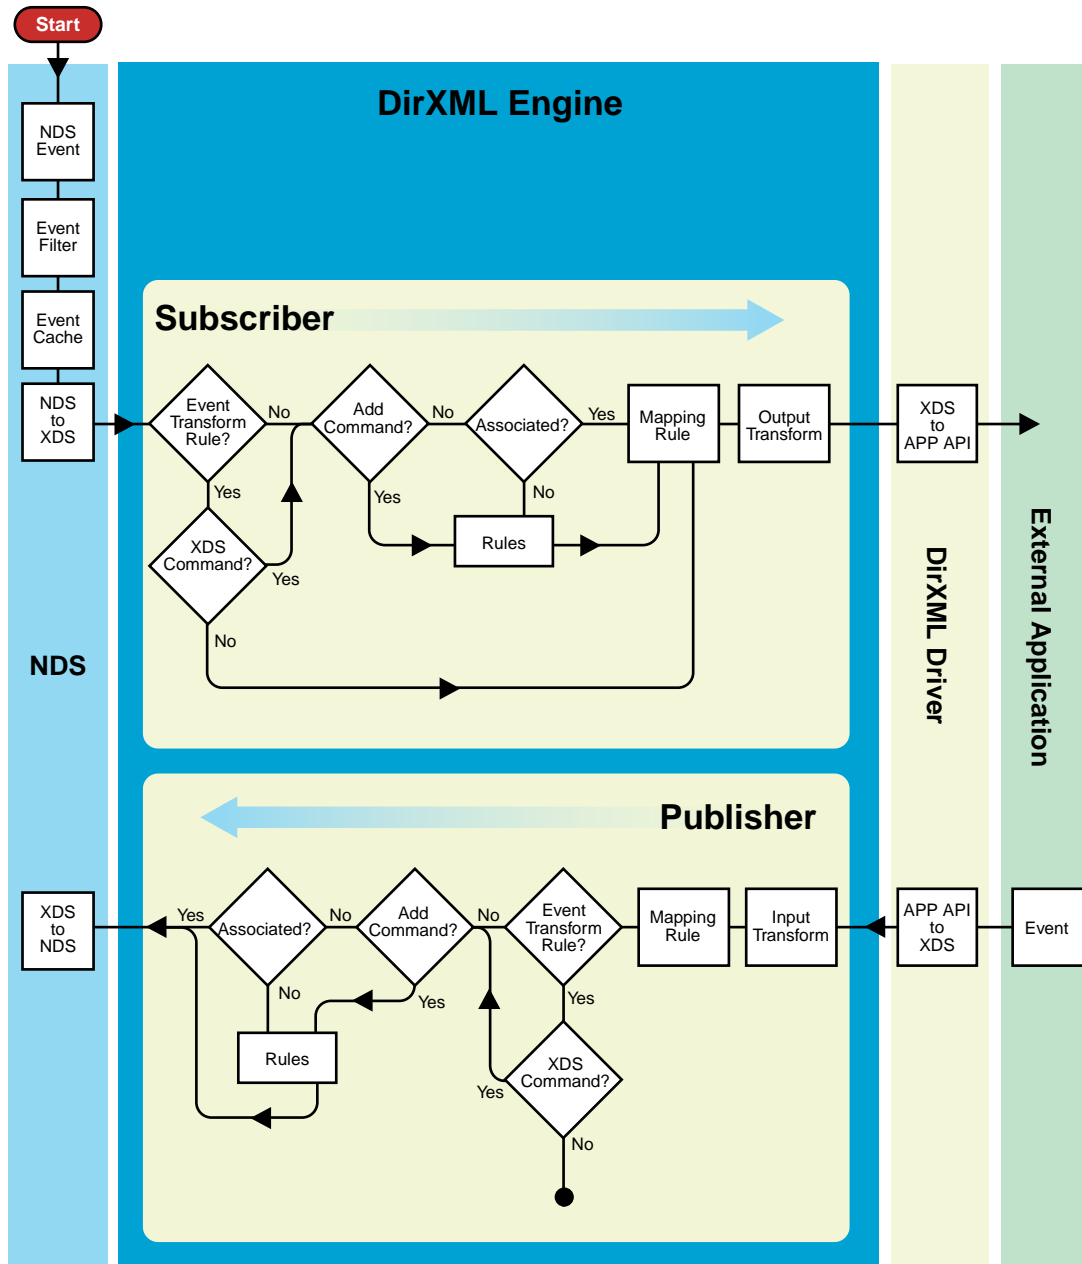 Start
DirXML Engine
NDS
Event
Event
Filter
Event
Cache
NDS
to
XDS
NDS
Subscriber
Event
Transform
Rule?
No
Yes
XDS
Command?
Yes
No
Add
Command?
No
Yes
Associated?
Yes
No
Rules
Mapping
Rule
Output
Transform
XDS
to
APP API
DirXML Driver
External Application
Publisher
XDS
to
NDS
Yes
Associated?
No
No
Rules
Add
Command?
Yes
No
Event
Transform
Rule?
Yes
XDS
Command?
Yes
No
Mapping
Rule
Input
Transform
APP API
to
XDS
Event